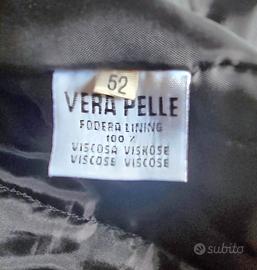 52
VERA PELLE
FODERA LINING
100 %
VISCOSA VISKOSE
VISCOSE VISCOSE
subito